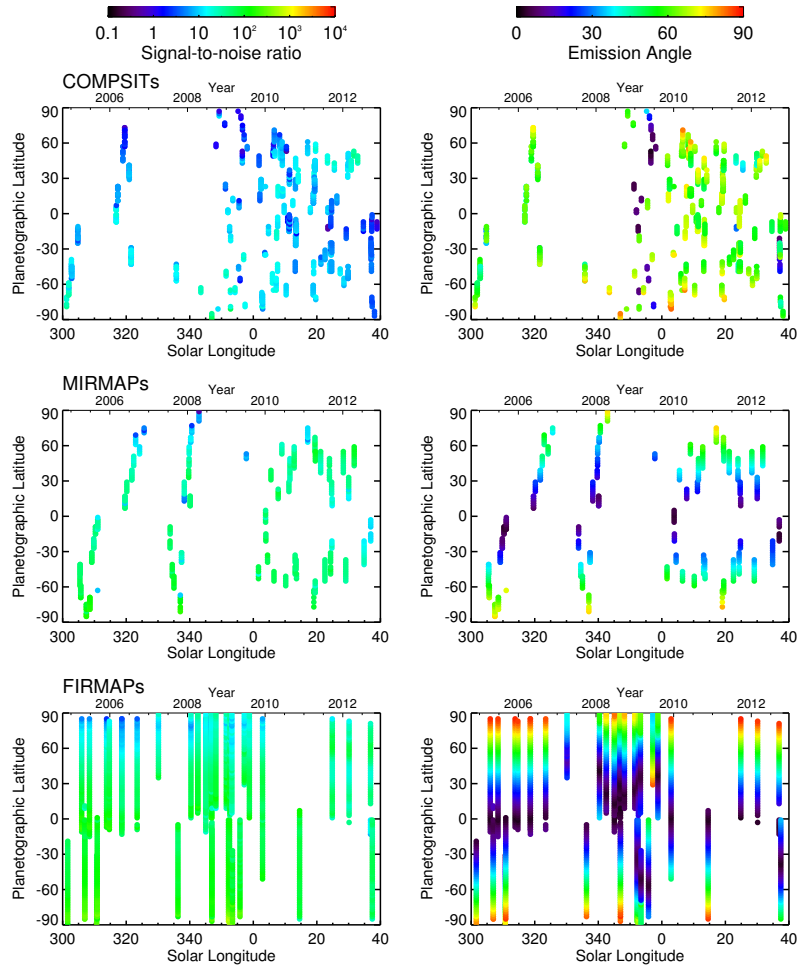 0.1 1 10 10² 10³ 10⁴
Signal-to-noise ratio
0 30 60 90
Emission Angle
COMPSITs
Year
2006 2008 2010 2012
90
60
30
0
-30
-60
-90
Planetographic Latitude
300 320 340 0 20 40
Solar Longitude
Year
2006 2008 2010 2012
90
60
30
0
-30
-60
-90
Planetographic Latitude
300 320 340 0 20 40
Solar Longitude
MIRMAPs
Year
2006 2008 2010 2012
90
60
30
0
-30
-60
-90
Planetographic Latitude
300 320 340 0 20 40
Solar Longitude
Year
2006 2008 2010 2012
90
60
30
0
-30
-60
-90
Planetographic Latitude
300 320 340 0 20 40
Solar Longitude
FIRMAPs
Year
2006 2008 2010 2012
90
60
30
0
-30
-60
-90
Planetographic Latitude
300 320 340 0 20 40
Solar Longitude
Year
2006 2008 2010 2012
90
60
30
0
-30
-60
-90
Planetographic Latitude
300 320 340 0 20 40
Solar Longitude